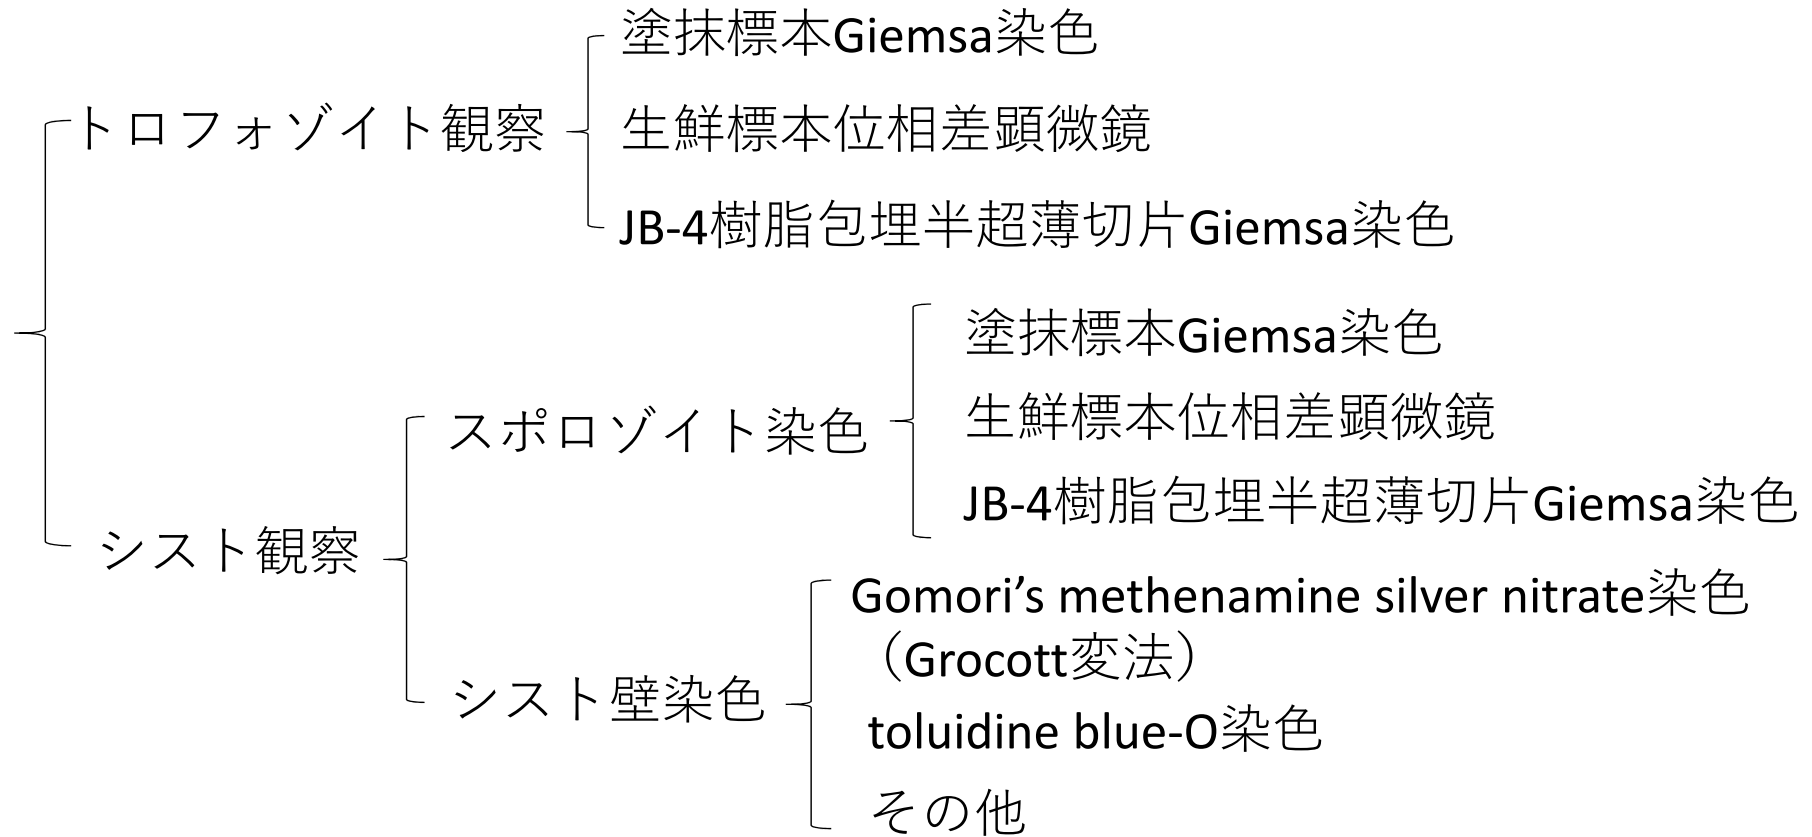 塗抹標本Giemsa染色
トロフォゾイト観察
生鮮標本位相差顕微鏡
JB-4樹脂包埋半超薄切片Giemsa染色
塗抹標本Giemsa染色
スポロゾイト染色
生鮮標本位相差顕微鏡
JB-4樹脂包埋半超薄切片Giemsa染色
シスト観察
Gomori’s methenamine silver nitrate染色
（Grocott変法）
シスト壁染色
toluidine blue-O染色
その他